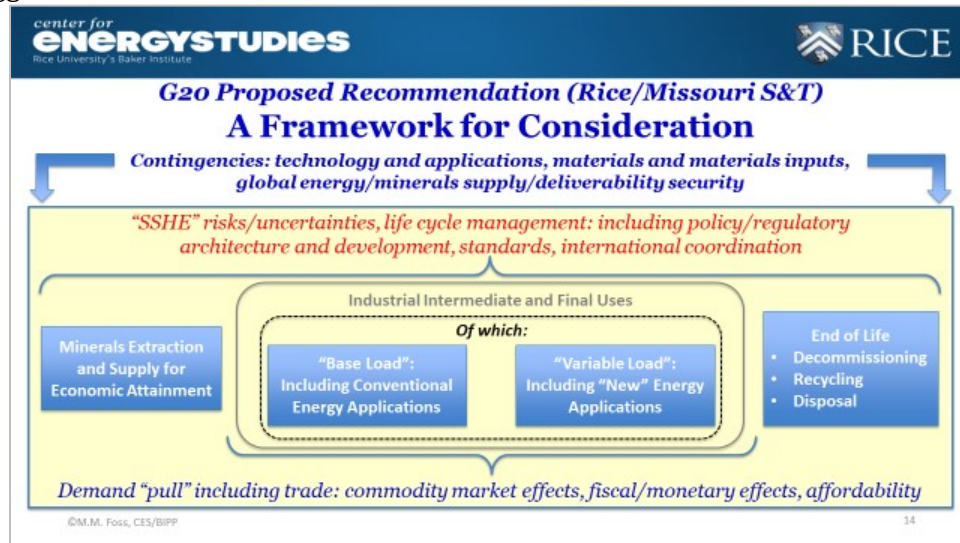 center for
ENERGYSTUDIES
Rice University's Baker Institute
RICE
G20 Proposed Recommendation (Rice/Missouri S&T)
A Framework for Consideration
Contingencies: technology and applications, materials and materials inputs,
global energy/minerals supply/deliverability security
“SSHE” risks/uncertainties, life cycle management: including policy/regulatory
architecture and development, standards, international coordination
Industrial Intermediate and Final Uses
Of which:
Minerals Extraction
and Supply for
Economic Attainment
“Base Load”:
Including Conventional
Energy Applications
“Variable Load”:
Including “New” Energy
Applications
End of Life
• Decommissioning
• Recycling
• Disposal
Demand “pull” including trade: commodity market effects, fiscal/monetary effects, affordability
©M.M. Foss, CES/BIPP
14